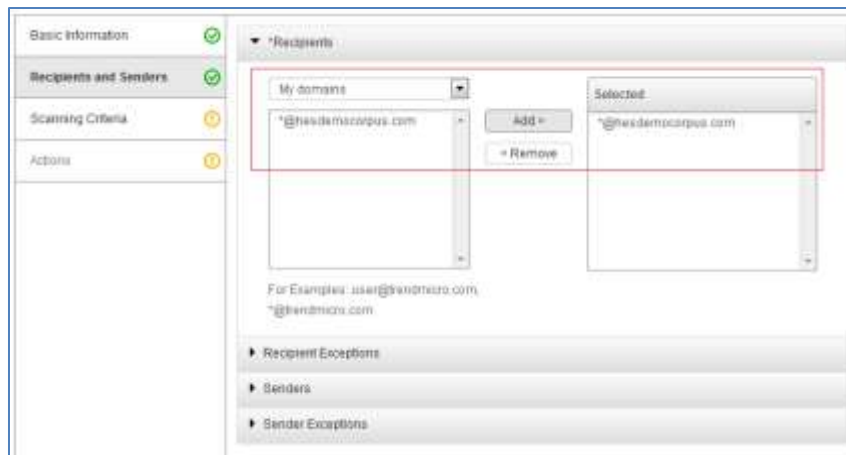 Basic Information
Recipients and Senders
Scanning Criteria
Actions
*Recipients
My domains
*@hesdemocorpus.com
Add >
< Remove
Selected
*@hesdemocorpus.com
For Examples: user@trendmicro.com,
*@trendmicro.com
Recipient Exceptions
Senders
Sender Exceptions